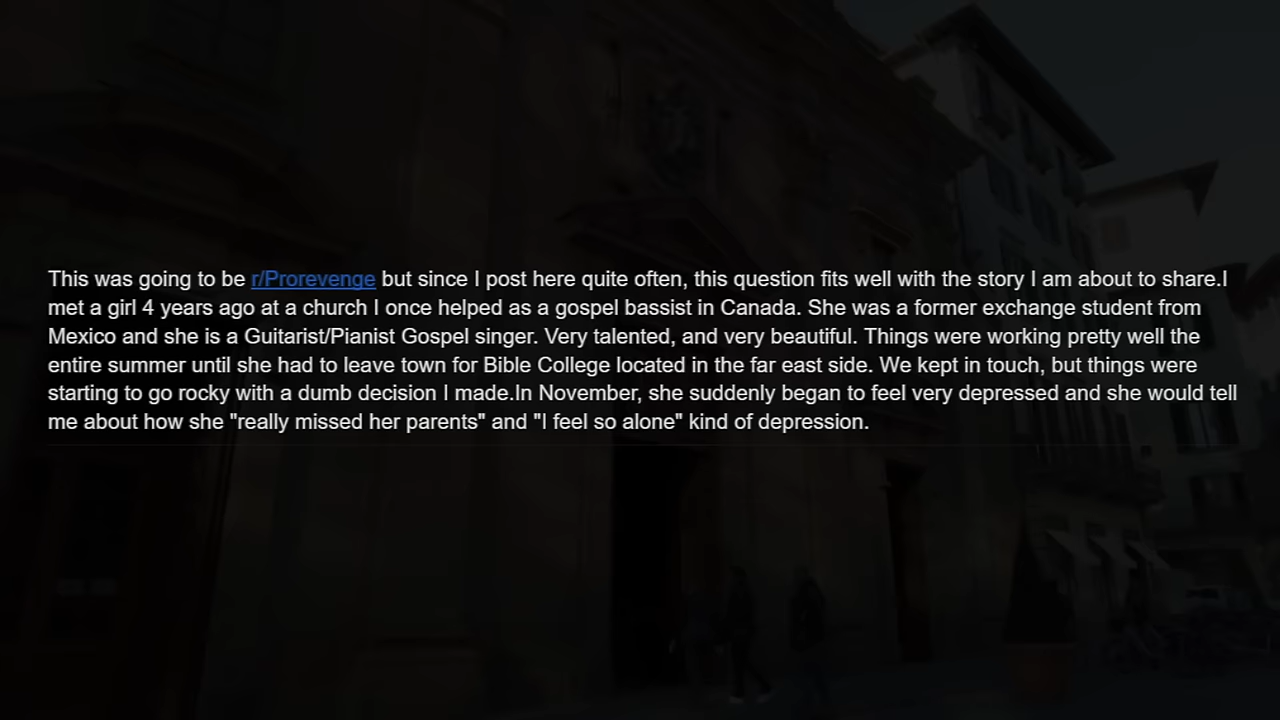 This was going to be r/Prorevenge but since I post here quite often, this question fits well with the story I am about to share.I
met a girl 4 years ago at a church I once helped as a gospel bassist in Canada. She was a former exchange student from
Mexico and she is a Guitarist/Pianist Gospel singer. Very talented, and very beautiful. Things were working pretty well the
entire summer until she had to leave town for Bible College located in the far east side. We kept in touch, but things were
starting to go rocky with a dumb decision I made.In November, she suddenly began to feel very depressed and she would tell
me about how she "really missed her parents" and "I feel so alone" kind of depression.